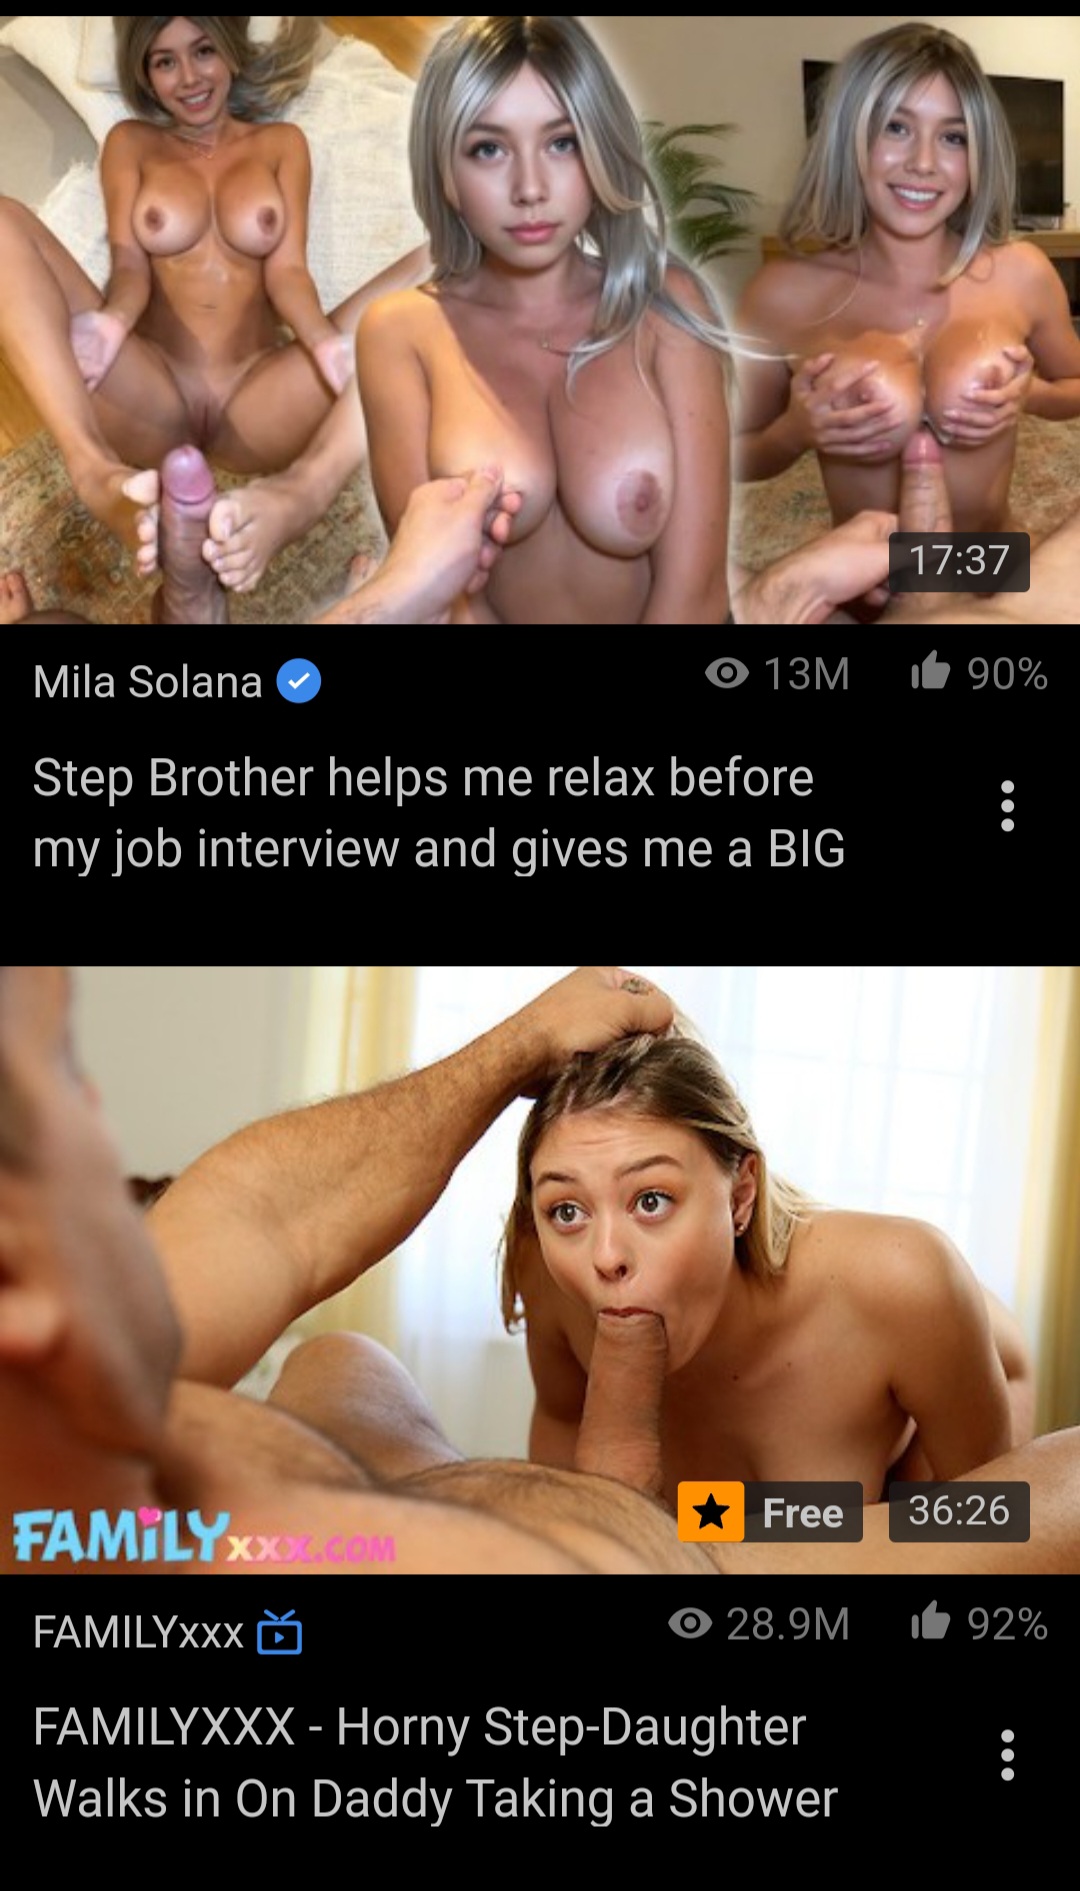 17:37
Mila Solana
13M
90%
Step Brother helps me relax before
my job interview and gives me a BIG
FAMiLYxxx.COM
Free
36:26
FAMILYxxx
28.9M
92%
FAMILYXXX - Horny Step-Daughter
Walks in On Daddy Taking a Shower